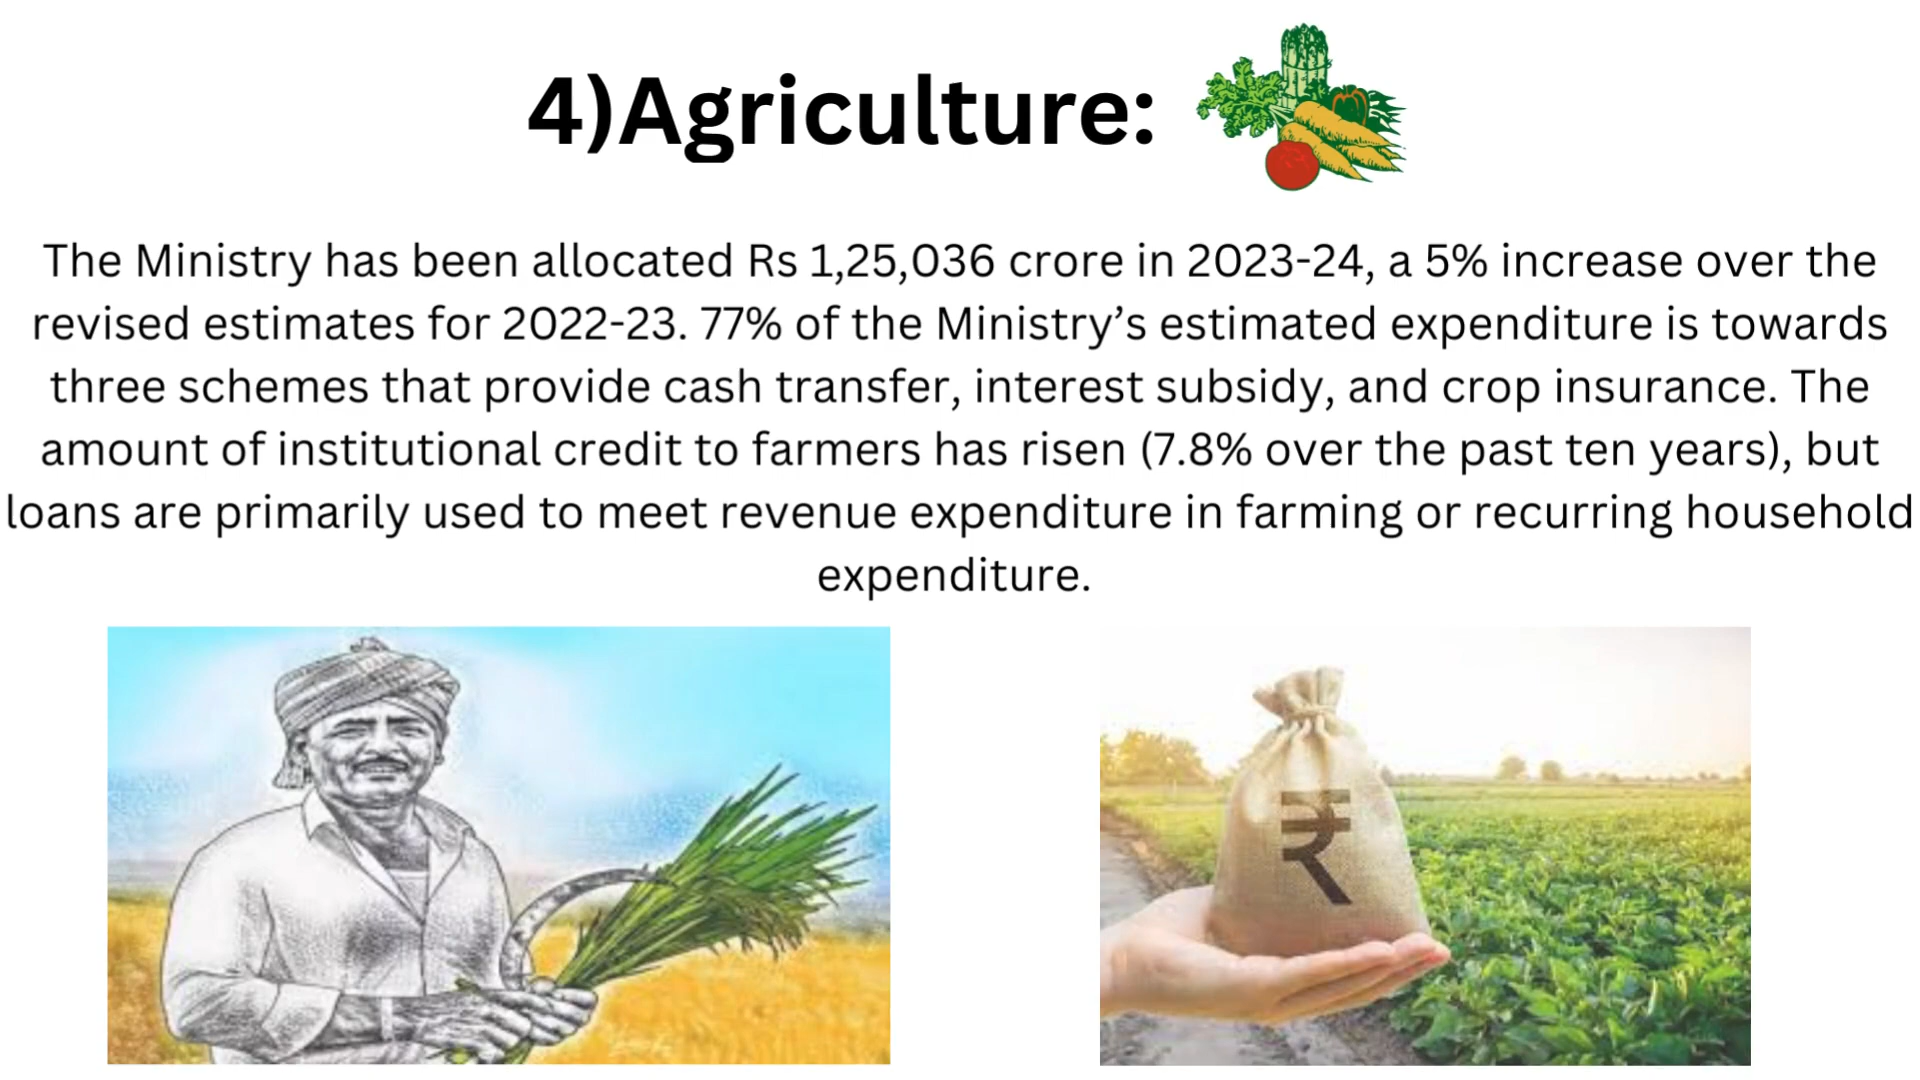 4)Agriculture:
The Ministry has been allocated Rs 1,25,036 crore in 2023-24, a 5% increase over the
revised estimates for 2022-23. 77% of the Ministry’s estimated expenditure is towards
three schemes that provide cash transfer, interest subsidy, and crop insurance. The
amount of institutional credit to farmers has risen (7.8% over the past ten years), but
loans are primarily used to meet revenue expenditure in farming or recurring household
expenditure.
₹